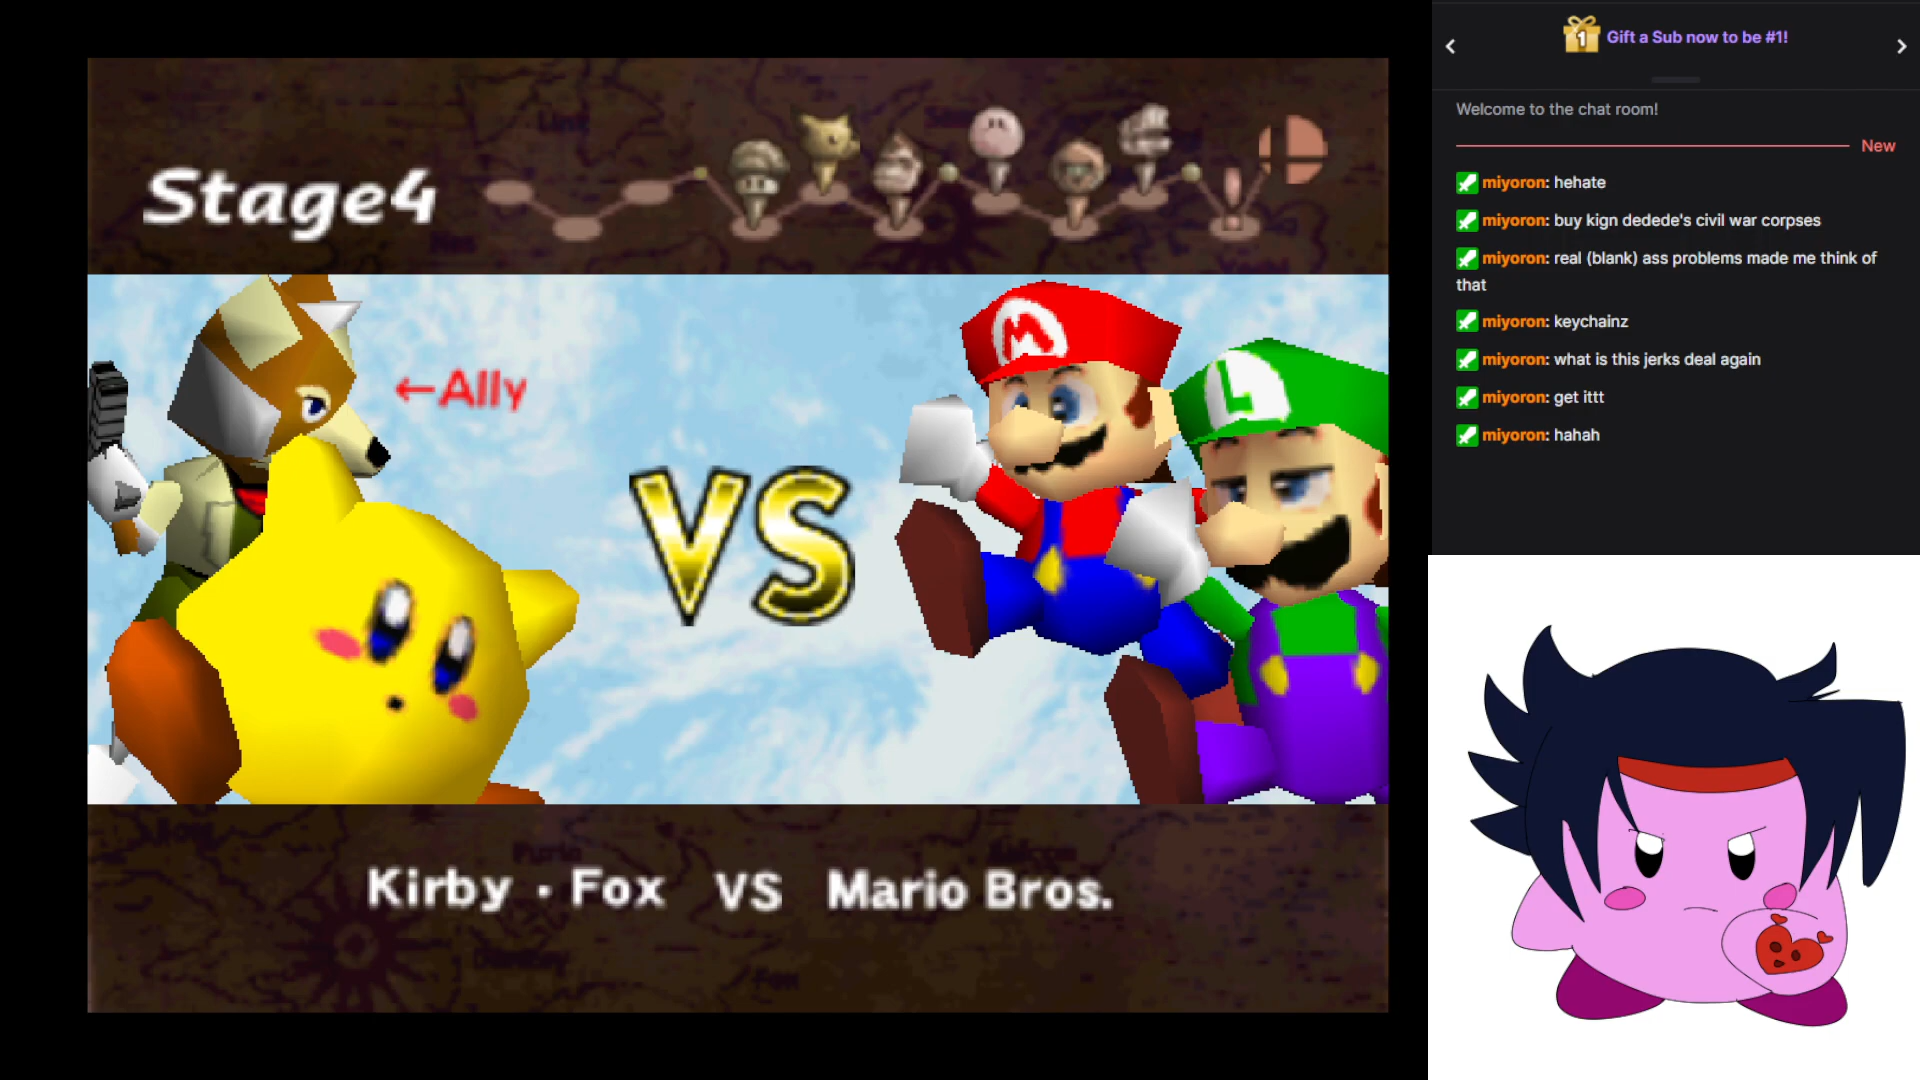 Stage4
←Ally
M
L
VS
Kirby · Fox VS Mario Bros.
1 Gift a Sub now to be #1!
Welcome to the chat room!
New
miyoron: hehate
miyoron: buy kign dedede's civil war corpses
miyoron: real (blank) ass problems made me think of
that
miyoron: keychainz
miyoron: what is this jerks deal again
miyoron: get ittt
miyoron: hahah